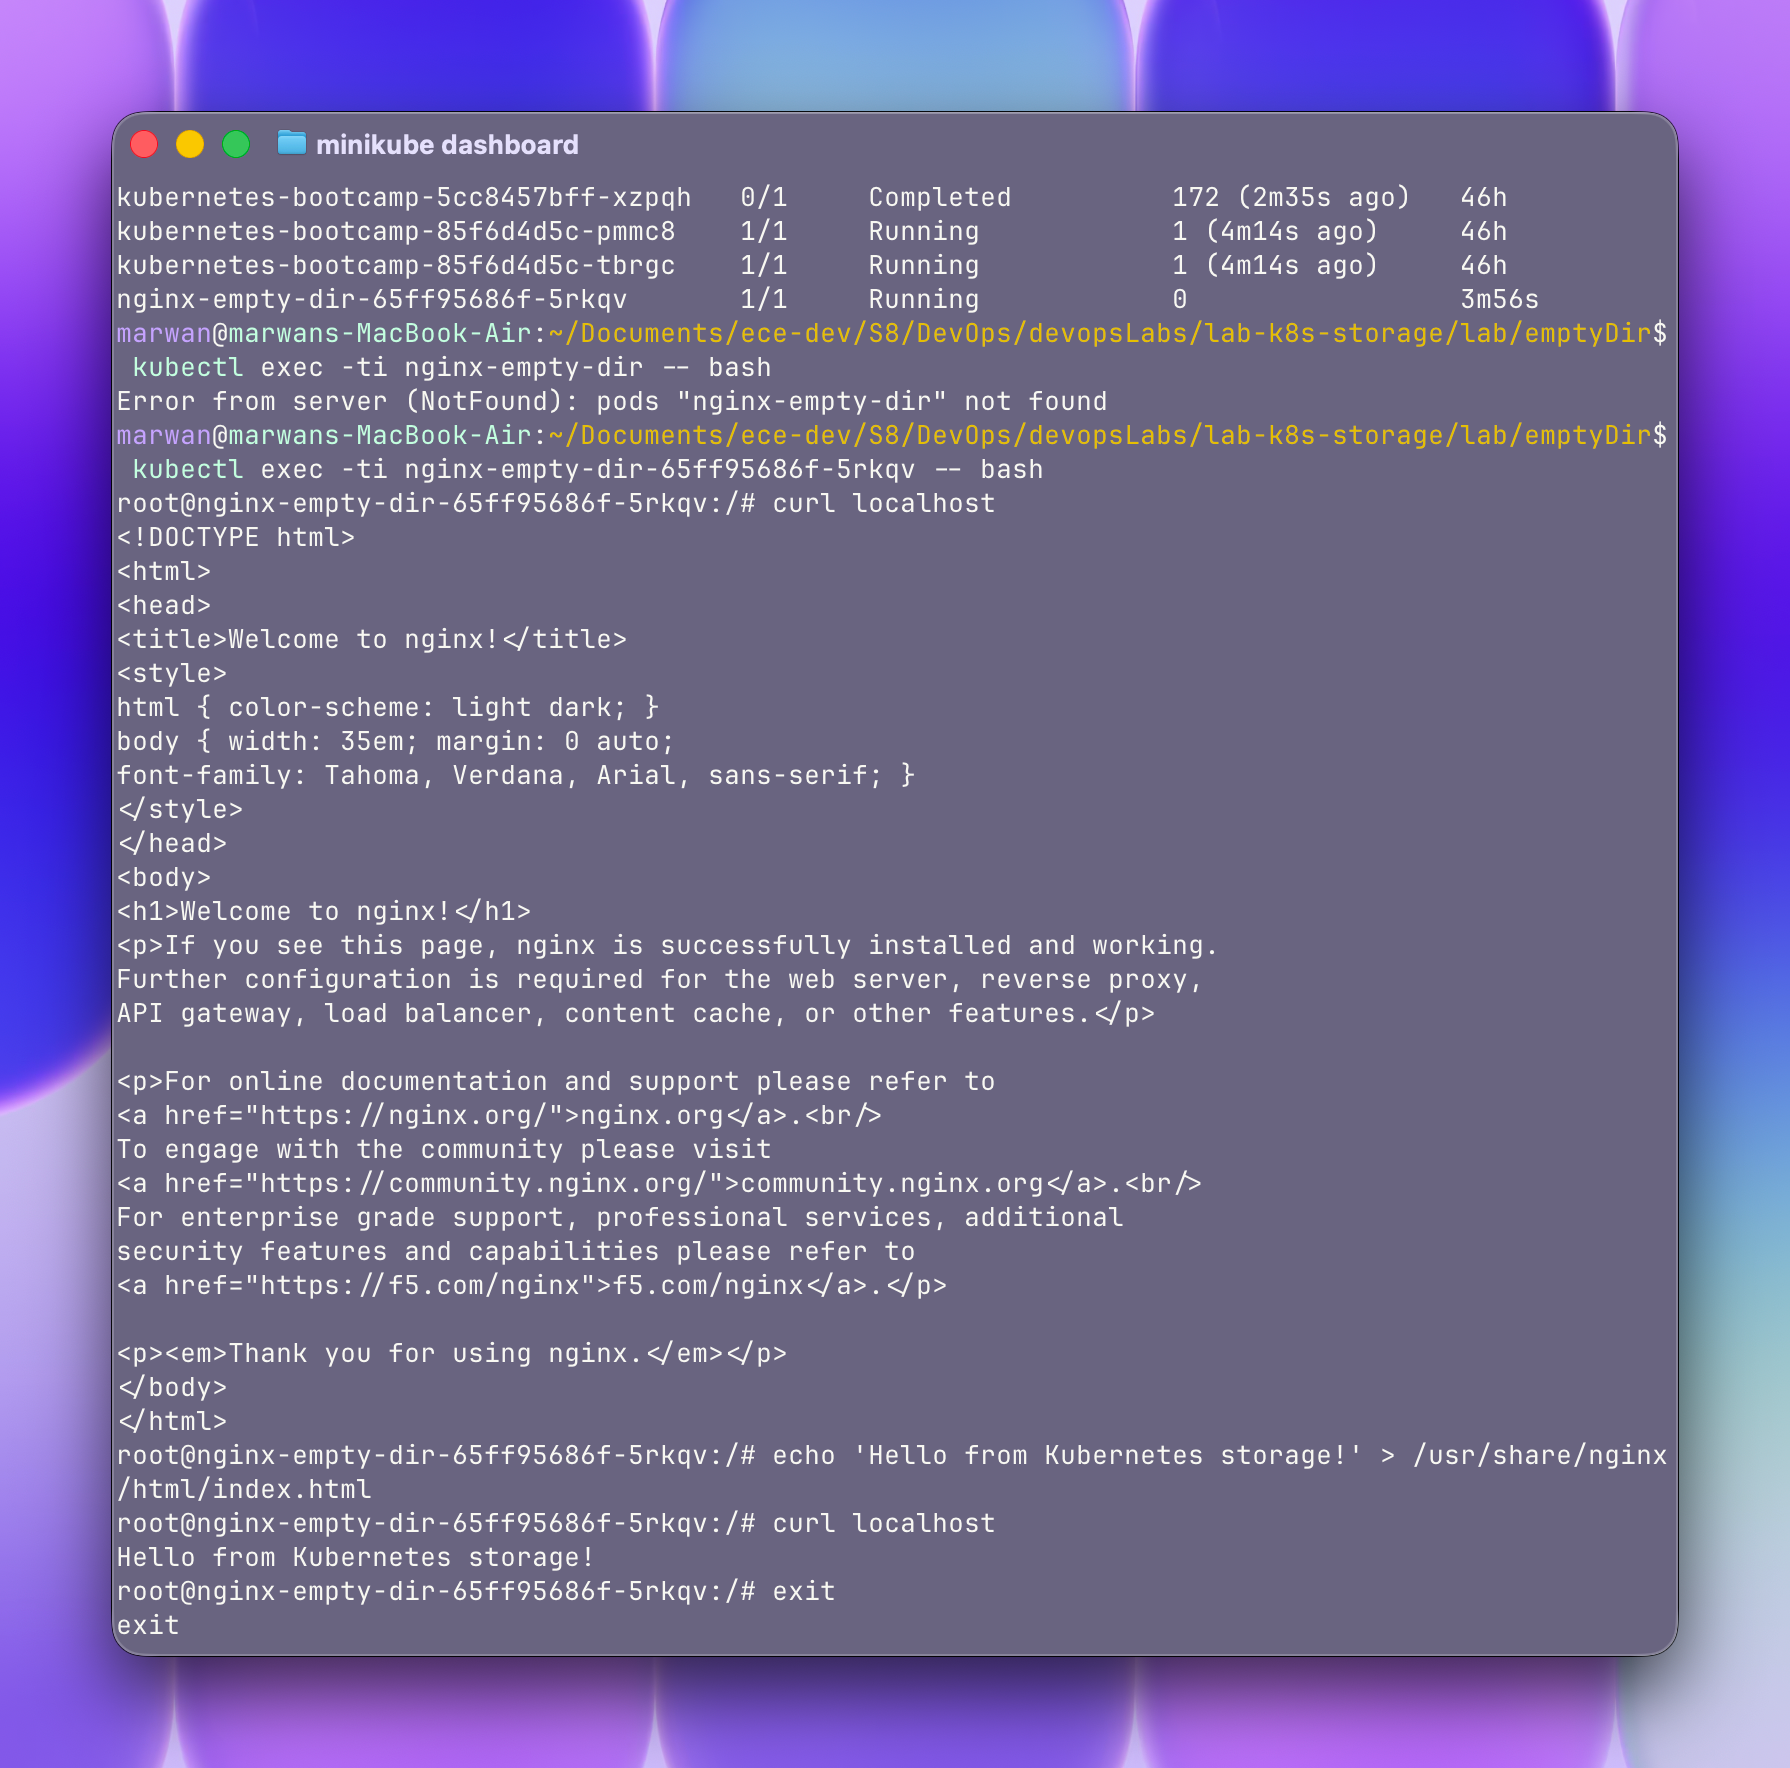 minikube dashboard
kubernetes-bootcamp-5cc8457bff-xzpqh   0/1     Completed          172 (2m35s ago)   46h
kubernetes-bootcamp-85f6d4d5c-pmmc8    1/1     Running            1 (4m14s ago)     46h
kubernetes-bootcamp-85f6d4d5c-tbrgc    1/1     Running            1 (4m14s ago)     46h
nginx-empty-dir-65ff95686f-5rkqv       1/1     Running            0                 3m56s
marwan@marwans-MacBook-Air:~/Documents/ece-dev/S8/DevOps/devopsLabs/lab-k8s-storage/lab/emptyDir$
 kubectl exec -ti nginx-empty-dir -- bash
Error from server (NotFound): pods "nginx-empty-dir" not found
marwan@marwans-MacBook-Air:~/Documents/ece-dev/S8/DevOps/devopsLabs/lab-k8s-storage/lab/emptyDir$
 kubectl exec -ti nginx-empty-dir-65ff95686f-5rkqv -- bash
root@nginx-empty-dir-65ff95686f-5rkqv:/# curl localhost
<!DOCTYPE html>
<html>
<head>
<title>Welcome to nginx!</title>
<style>
html { color-scheme: light dark; }
body { width: 35em; margin: 0 auto;
font-family: Tahoma, Verdana, Arial, sans-serif; }
</style>
</head>
<body>
<h1>Welcome to nginx!</h1>
<p>If you see this page, nginx is successfully installed and working.
Further configuration is required for the web server, reverse proxy,
API gateway, load balancer, content cache, or other features.</p>

<p>For online documentation and support please refer to
<a href="https://nginx.org/">nginx.org</a>.<br/>
To engage with the community please visit
<a href="https://community.nginx.org/">community.nginx.org</a>.<br/>
For enterprise grade support, professional services, additional
security features and capabilities please refer to
<a href="https://f5.com/nginx">f5.com/nginx</a>.</p>

<p><em>Thank you for using nginx.</em></p>
</body>
</html>
root@nginx-empty-dir-65ff95686f-5rkqv:/# echo 'Hello from Kubernetes storage!' > /usr/share/nginx
/html/index.html
root@nginx-empty-dir-65ff95686f-5rkqv:/# curl localhost
Hello from Kubernetes storage!
root@nginx-empty-dir-65ff95686f-5rkqv:/# exit
exit